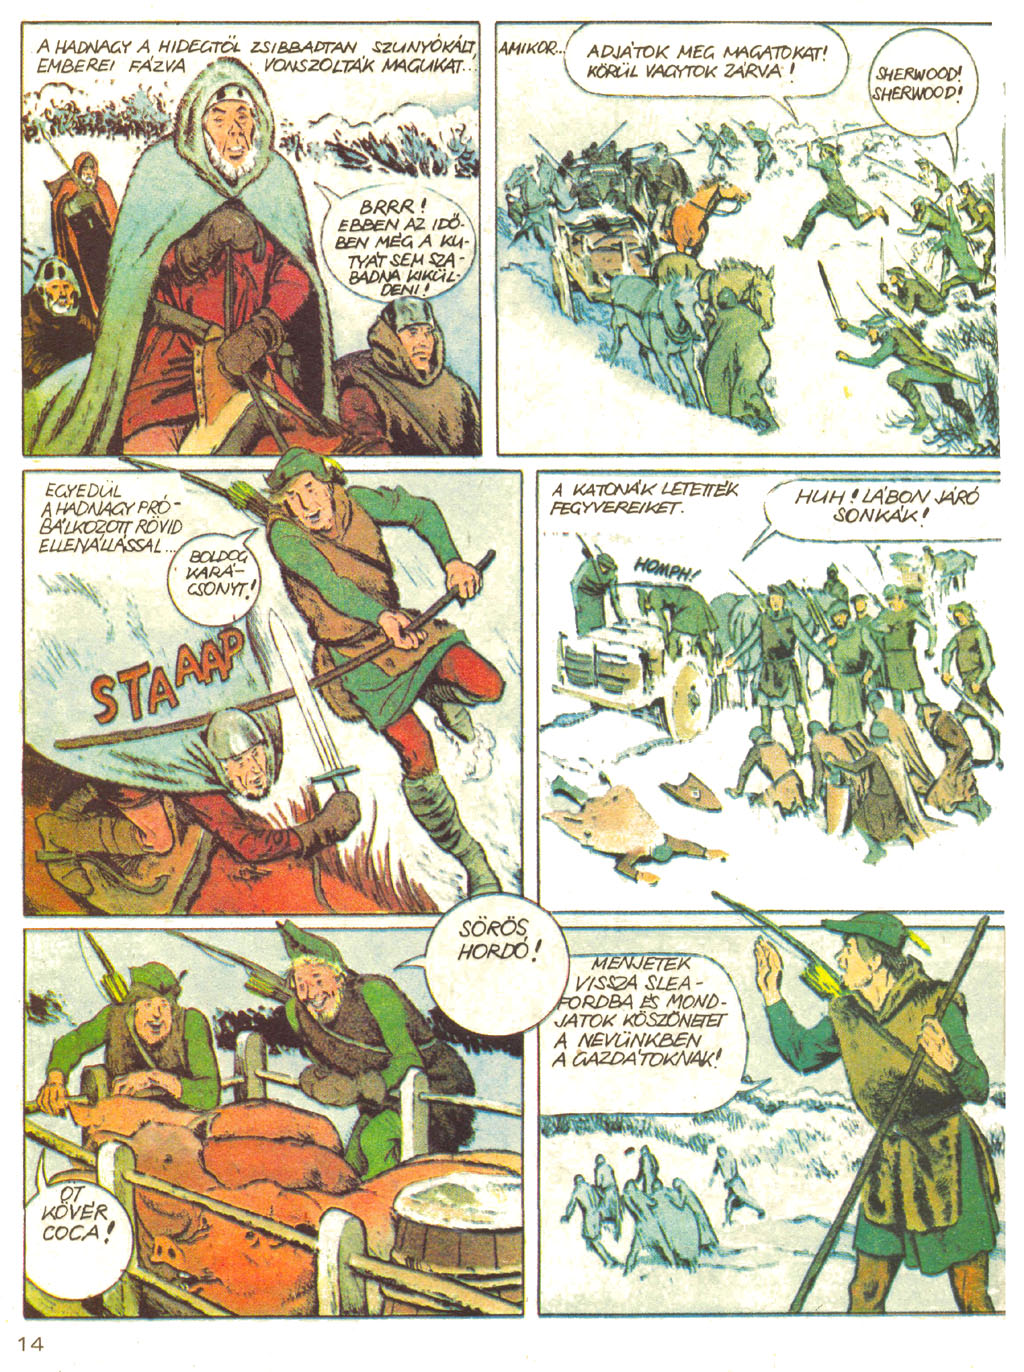 A HADNAGY A HIDEGTŐL ZSIBBADTAN SZUNYÓKÁLT,
EMBEREI FÁZVA VONSZOLTÁK MAGUKAT...
BRRR!
EBBEN AZ IDŐ-
BEN MÉG A KU-
TYÁT SEM SZA-
BADNA KIKÜL-
DENI!
AMIKOR...
ADJÁTOK MEG MAGATOKAT!
KÖRÜL VAGYTOK ZÁRVA!
SHERWOOD!
SHERWOOD!
EGYEDÜL
A HADNAGY PRÓ-
BÁLKOZOTT RÖVID
ELLENÁLLÁSSAL...
BOLDOG
KARÁ-
CSONYT!
STAAAP
A KATONÁK LETETTÉK
FEGYVEREIKET.
HUH! LÁBON JÁRÓ
SONKÁK!
HOMPH!
ÖT
KÖVÉR
COCA!
SÖRÖS
HORDÓ!
MENJETEK
VISSZA SLEA-
FORDBA ÉS MOND-
JATOK KÖSZÖNETET
A NEVÜNKBEN
A GAZDÁTOKNAK!
14